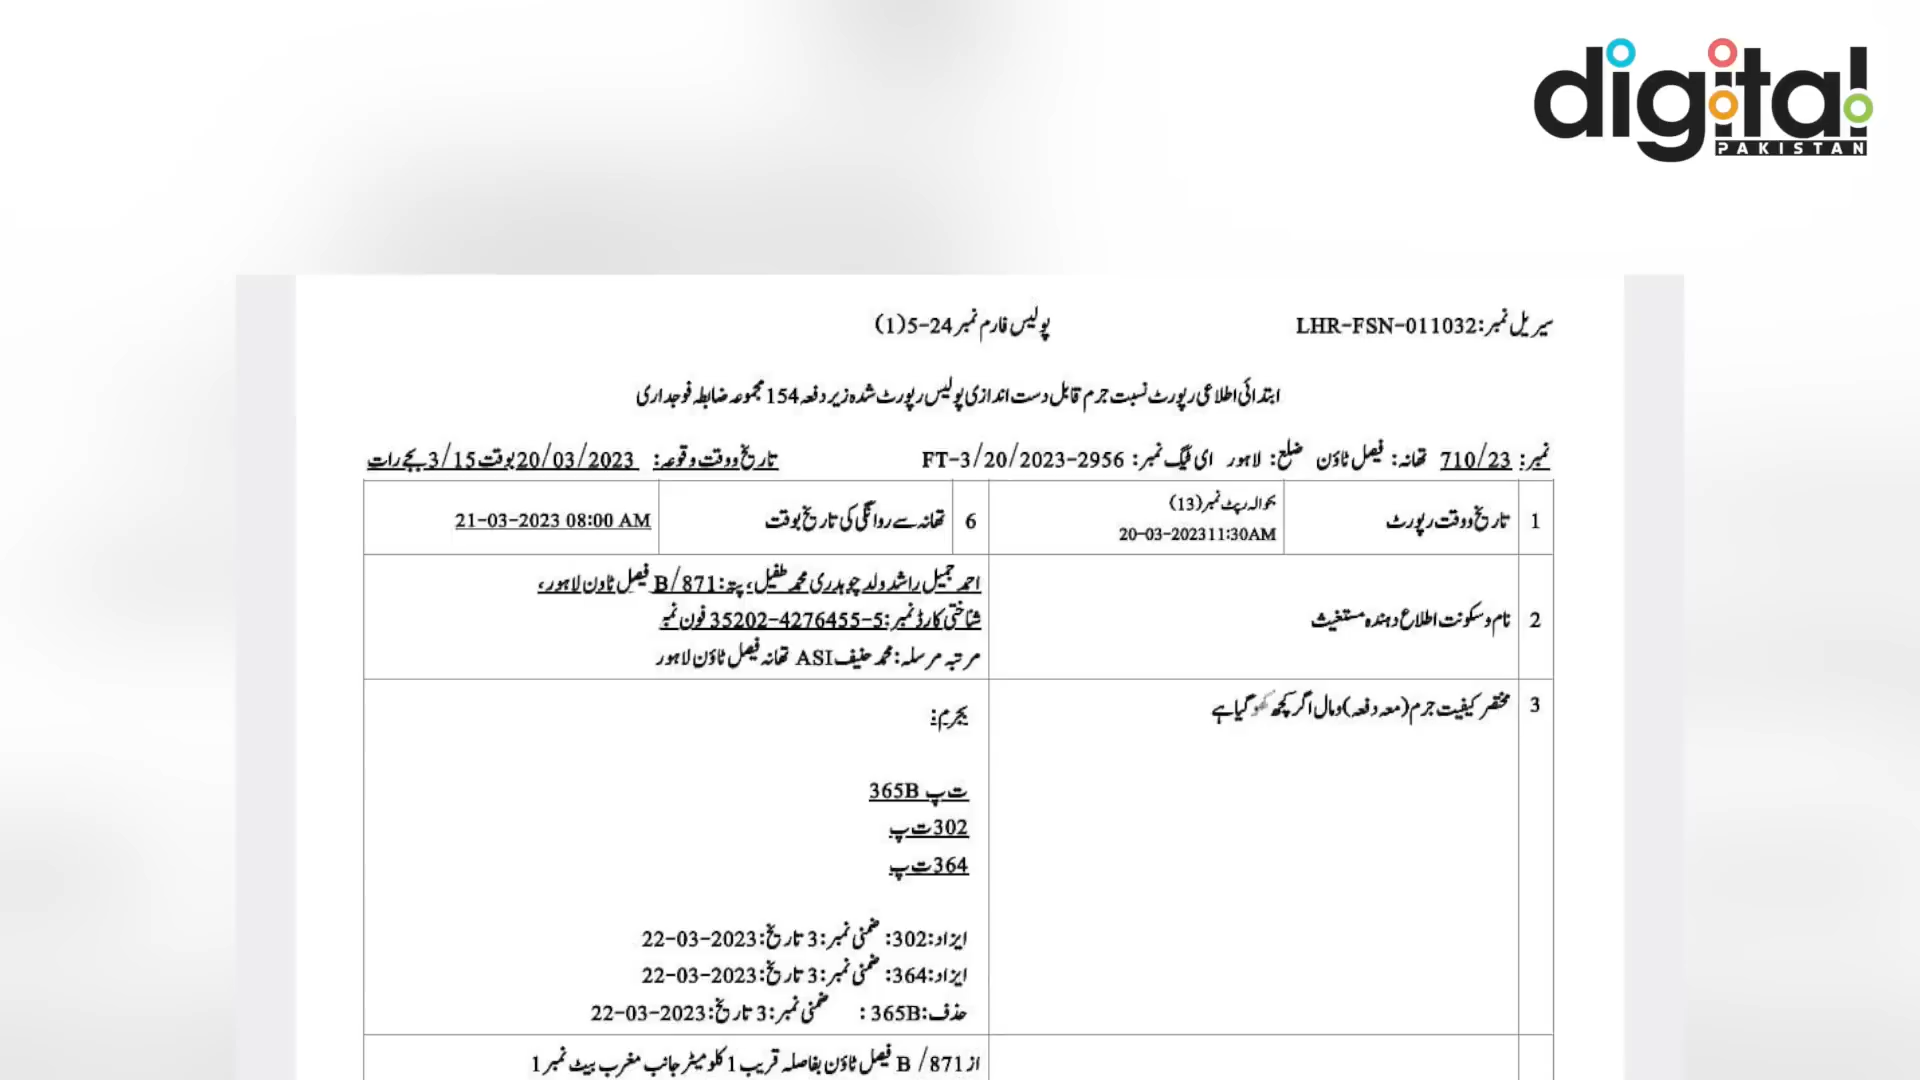 digital
PAKISTAN
سیریل نمبر: LHR-FSN-011032
پولیس فارم نمبر 24-5(1)
ابتدائی اطلاعی رپورٹ نسبت جرم قابل دست اندازی پولیس رپورٹ شدہ زیر دفعہ 154 مجموعہ ضابطہ فوجداری
نمبر: 710/23 تھانہ: فیصل ٹاؤن ضلع: لاہور ای ٹیگ نمبر: FT-3/20/2023-2956 تاریخ و وقت وقوعہ: 20/03/2023 بوقت 3/15 بجے رات
1 تاریخ و وقت رپورٹ
بحوالہ رپٹ نمبر (13)
20-03-2023 11:30AM
6 تھانہ سے روانگی کی تاریخ بوقت
21-03-2023 08:00 AM
2 نام و سکونت اطلاع دہندہ مستغیث
احمد جمیل راشد ولد چوہدری محمد طفیل، پتہ: 871/B فیصل ٹاون لاہور،
شناختی کارڈ نمبر: 35202-4276455-5 فون نمبر
مرتبہ مرسلہ: محمد حنیف ASI تھانہ فیصل ٹاؤن لاہور
3 مختصر کیفیت جرم (معہ دفعہ) و مال اگر کچھ کھو گیا ہے
بجرم:
365B ت پ
302 ت پ
364 ت پ
ایزاد: 302: ضمنی نمبر: 3 تاریخ: 22-03-2023
ایزاد: 364: ضمنی نمبر: 3 تاریخ: 22-03-2023
حذف: 365B : ضمنی نمبر: 3 تاریخ: 22-03-2023
از 871/ B فیصل ٹاؤن بفاصلہ قریب 1 کلومیٹر جانب مغرب بیٹ نمبر 1